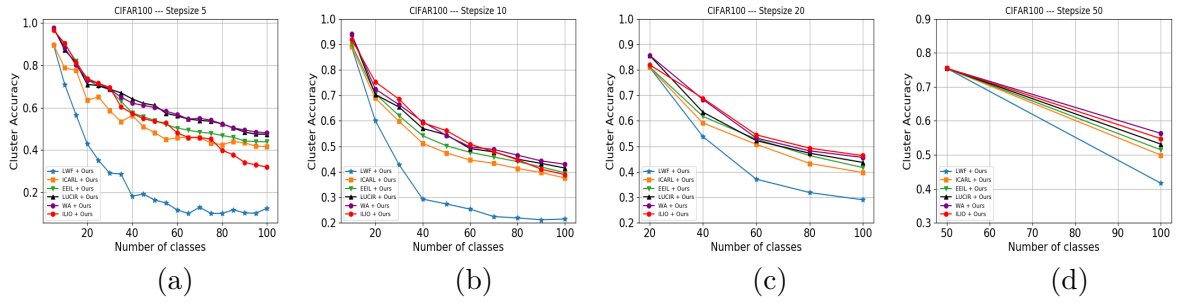 CIFAR100 --- Stepsize 5
1.0
0.8
0.6
0.4
0.2
Cluster Accuracy
LWF + Ours
ICARL + Ours
EEIL + Ours
LUCIR + Ours
WA + Ours
ILIO + Ours
20 40 60 80 100
Number of classes
(a)
CIFAR100 --- Stepsize 10
1.0
0.9
0.8
0.7
0.6
0.5
0.4
0.3
0.2
Cluster Accuracy
LWF + Ours
ICARL + Ours
EEIL + Ours
LUCIR + Ours
WA + Ours
ILIO + Ours
20 40 60 80 100
Number of classes
(b)
CIFAR100 --- Stepsize 20
1.0
0.9
0.8
0.7
0.6
0.5
0.4
0.3
0.2
Cluster Accuracy
LWF + Ours
ICARL + Ours
EEIL + Ours
LUCIR + Ours
WA + Ours
ILIO + Ours
20 30 40 50 60 70 80 90 100
Number of classes
(c)
CIFAR100 --- Stepsize 50
0.9
0.8
0.7
0.6
0.5
0.4
0.3
Cluster Accuracy
LWF + Ours
ICARL + Ours
EEIL + Ours
LUCIR + Ours
WA + Ours
ILIO + Ours
50 60 70 80 90 100
Number of classes
(d)